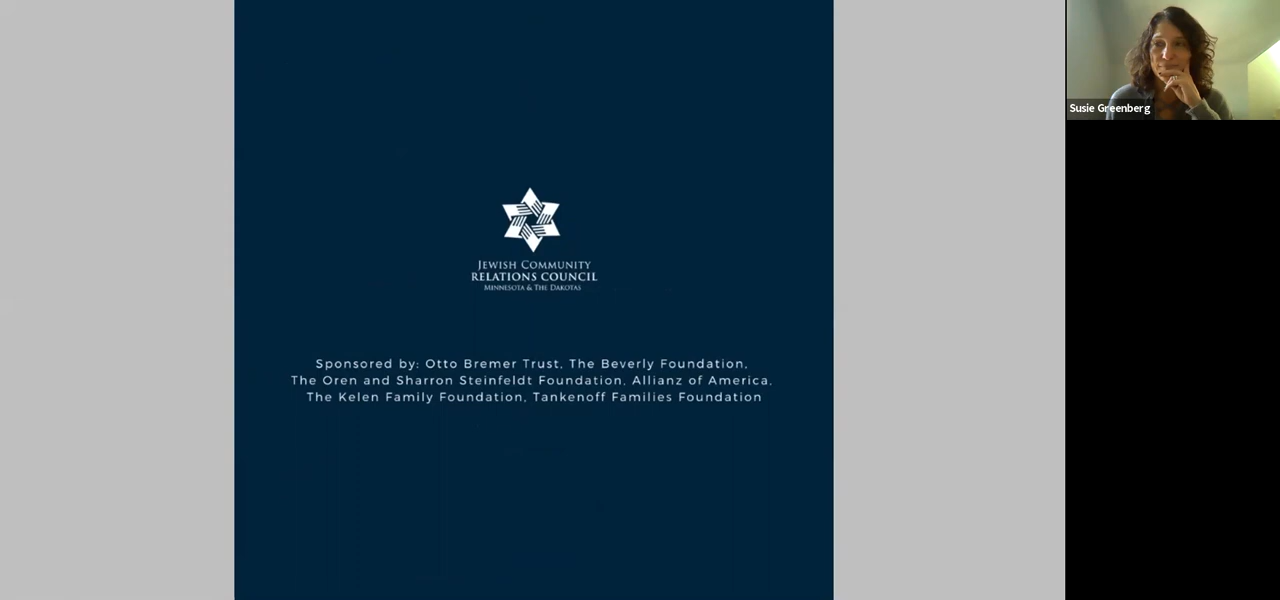 JEWISH COMMUNITY
RELATIONS COUNCIL
MINNESOTA & THE DAKOTAS
Sponsored by: Otto Bremer Trust, The Beverly Foundation,
The Oren and Sharron Steinfeldt Foundation, Allianz of America,
The Kelen Family Foundation, Tankenoff Families Foundation
Susie Greenberg